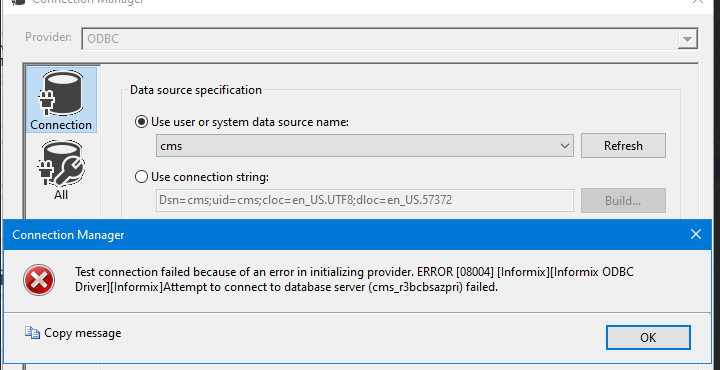 Connection Manager
Provider:
ODBC
Connection
All
Data source specification
Use user or system data source name:
cms
Refresh
Use connection string:
Dsn=cms;uid=cms;cloc=en_US.UTF8;dloc=en_US.57372
Build...
Connection Manager
Test connection failed because of an error in initializing provider. ERROR [08004] [Informix][Informix ODBC
Driver][Informix]Attempt to connect to database server (cms_r3bcbsazpri) failed.
Copy message
OK